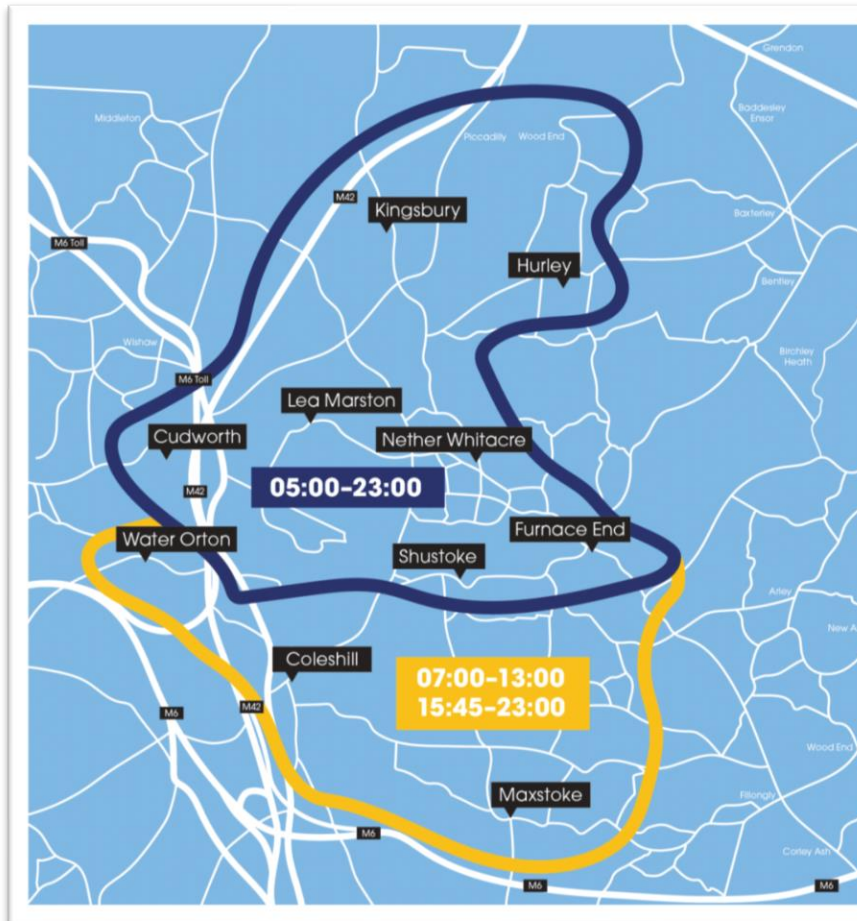 Grendon
Middleton
Baddesley
Ensor
Piccadilly
Wood End
M42
Kingsbury
Baxterley
M6 Toll
Hurley
Bentley
Wishaw
Birchley
Heath
M6 Toll
Lea Marston
Cudworth
Nether Whitacre
05:00-23:00
M42
Furnace End
Water Orton
Shustoke
Arley
New A
Coleshill
07:00-13:00
15:45-23:00
M42
M6
Wood End
Maxstoke
Fillongly
M6
Corley Ash
M6
M6